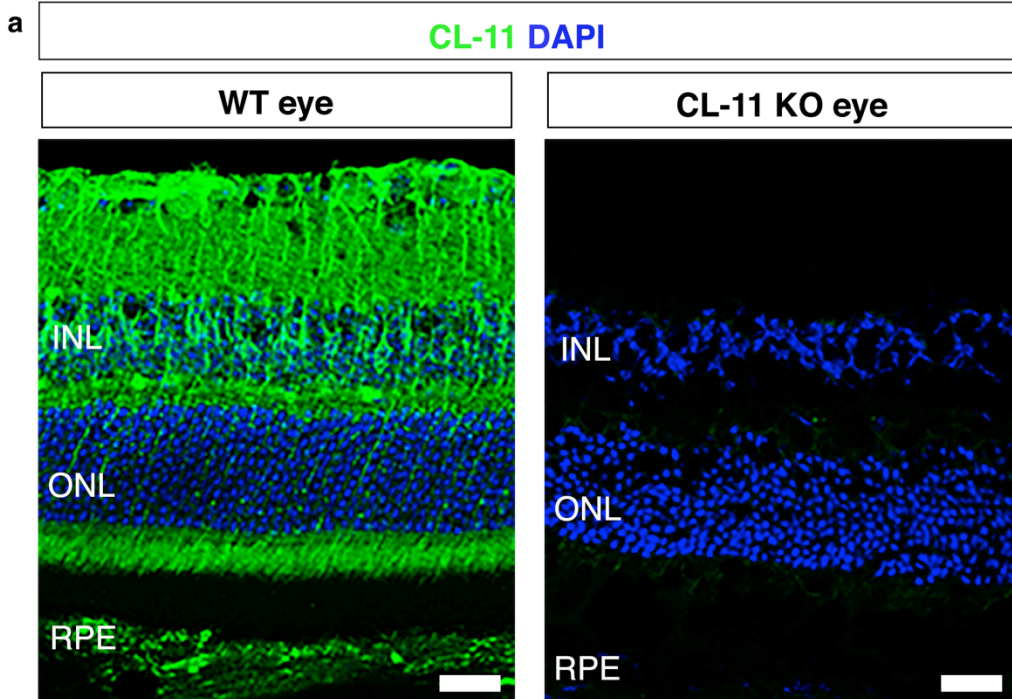 a
CL-11 DAPI
WT eye
CL-11 KO eye
INL
ONL
RPE
INL
ONL
RPE